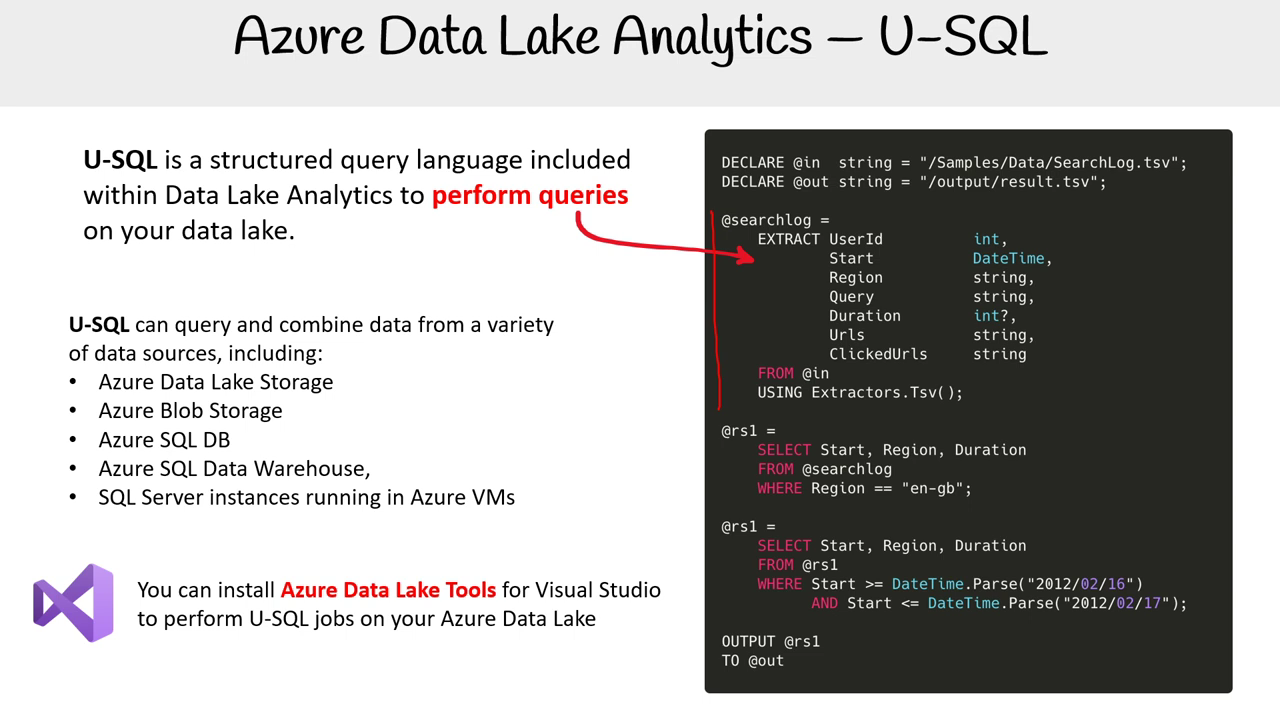 Azure Data Lake Analytics – U-SQL
U-SQL is a structured query language included
within Data Lake Analytics to perform queries
on your data lake.
U-SQL can query and combine data from a variety
of data sources, including:
• Azure Data Lake Storage
• Azure Blob Storage
• Azure SQL DB
• Azure SQL Data Warehouse,
• SQL Server instances running in Azure VMs
You can install Azure Data Lake Tools for Visual Studio
to perform U-SQL jobs on your Azure Data Lake
DECLARE @in  string = "/Samples/Data/SearchLog.tsv";
DECLARE @out string = "/output/result.tsv";
@searchlog =
    EXTRACT UserId          int,
            Start           DateTime,
            Region          string,
            Query           string,
            Duration        int?,
            Urls            string,
            ClickedUrls     string
    FROM @in
    USING Extractors.Tsv();
@rs1 =
    SELECT Start, Region, Duration
    FROM @searchlog
    WHERE Region == "en-gb";
@rs1 =
    SELECT Start, Region, Duration
    FROM @rs1
    WHERE Start >= DateTime.Parse("2012/02/16")
          AND Start <= DateTime.Parse("2012/02/17");
OUTPUT @rs1
TO @out